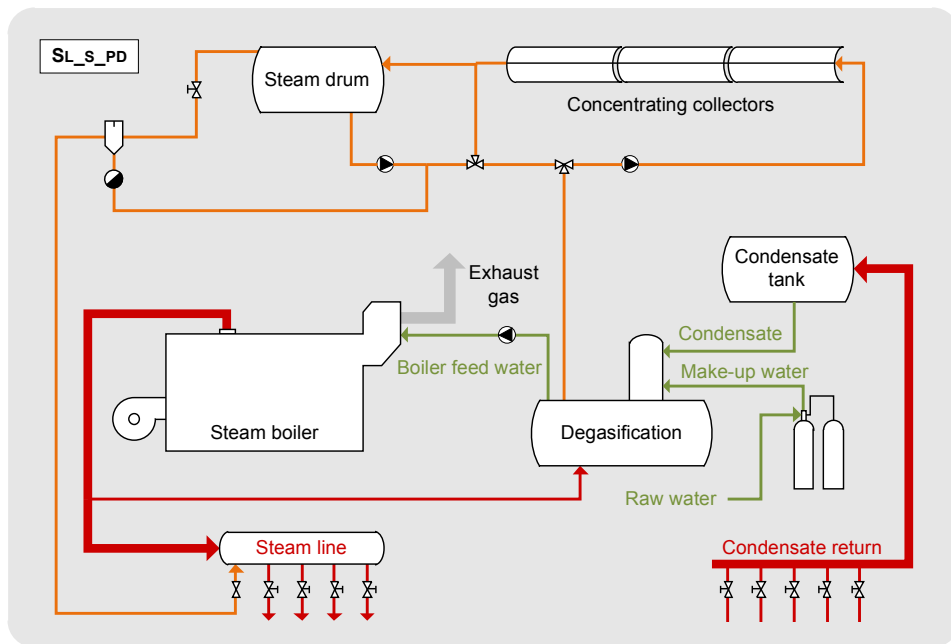 SL_S_PD
Steam drum
Concentrating collectors
Exhaust
gas
Condensate
tank
Condensate
Boiler feed water
Make-up water
Steam boiler
Degasification
Raw water
Steam line
Condensate return